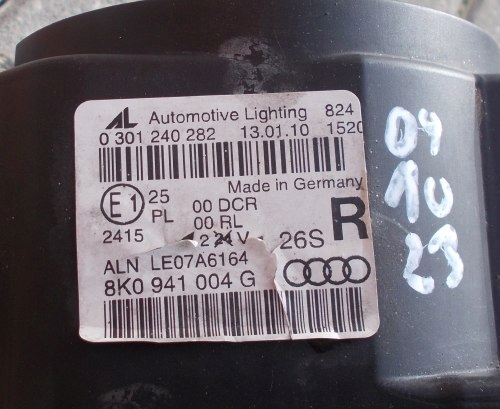 AL Automotive Lighting 824
0 301 240 282 13.01.10 1520
Made in Germany
E1 25 00 DCR
PL 00 RL
2415 24 V 26S R
ALN LE07A6164
8K0 941 004 G
04
10
23